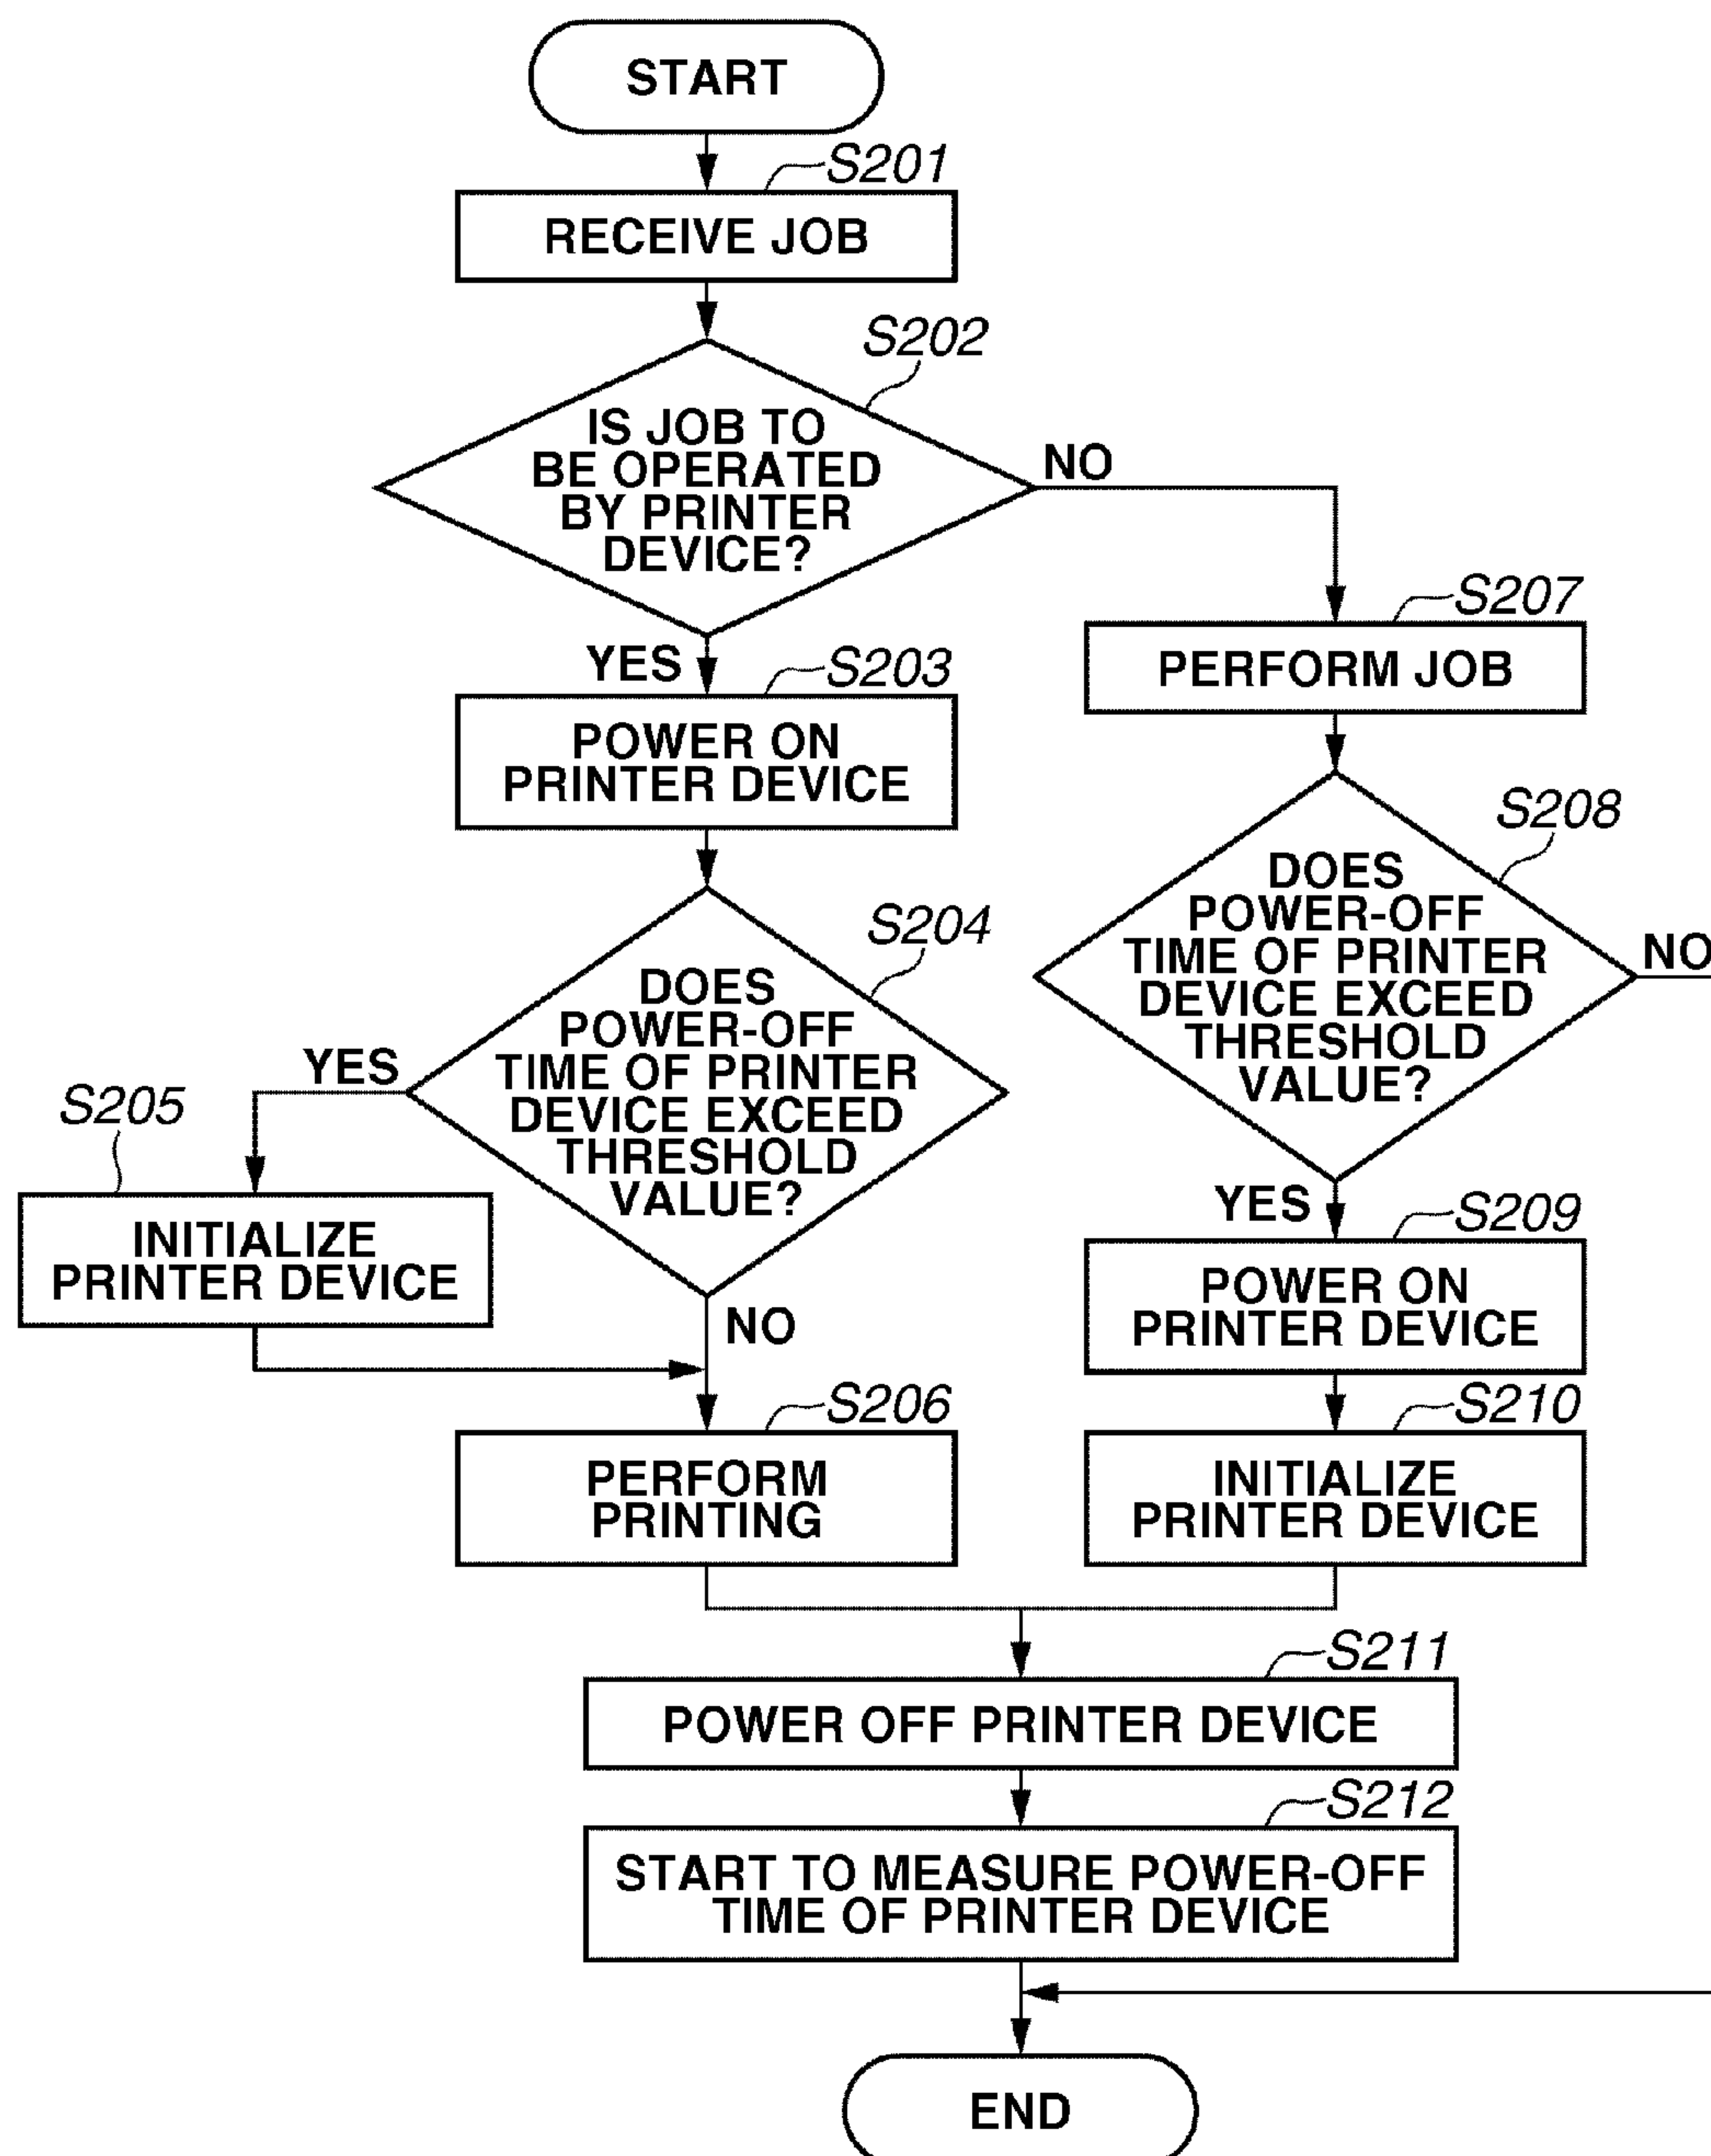 START
S201
RECEIVE JOB
S202
IS JOB TO
BE OPERATED
BY PRINTER
DEVICE?
NO
YES
S203
POWER ON
PRINTER DEVICE
S204
DOES
POWER-OFF
TIME OF PRINTER
DEVICE EXCEED
THRESHOLD
VALUE?
YES
S205
INITIALIZE
PRINTER DEVICE
NO
S206
PERFORM
PRINTING
S207
PERFORM JOB
S208
DOES
POWER-OFF
TIME OF PRINTER
DEVICE EXCEED
THRESHOLD
VALUE?
NO
YES
S209
POWER ON
PRINTER DEVICE
S210
INITIALIZE
PRINTER DEVICE
S211
POWER OFF PRINTER DEVICE
S212
START TO MEASURE POWER-OFF
TIME OF PRINTER DEVICE
END